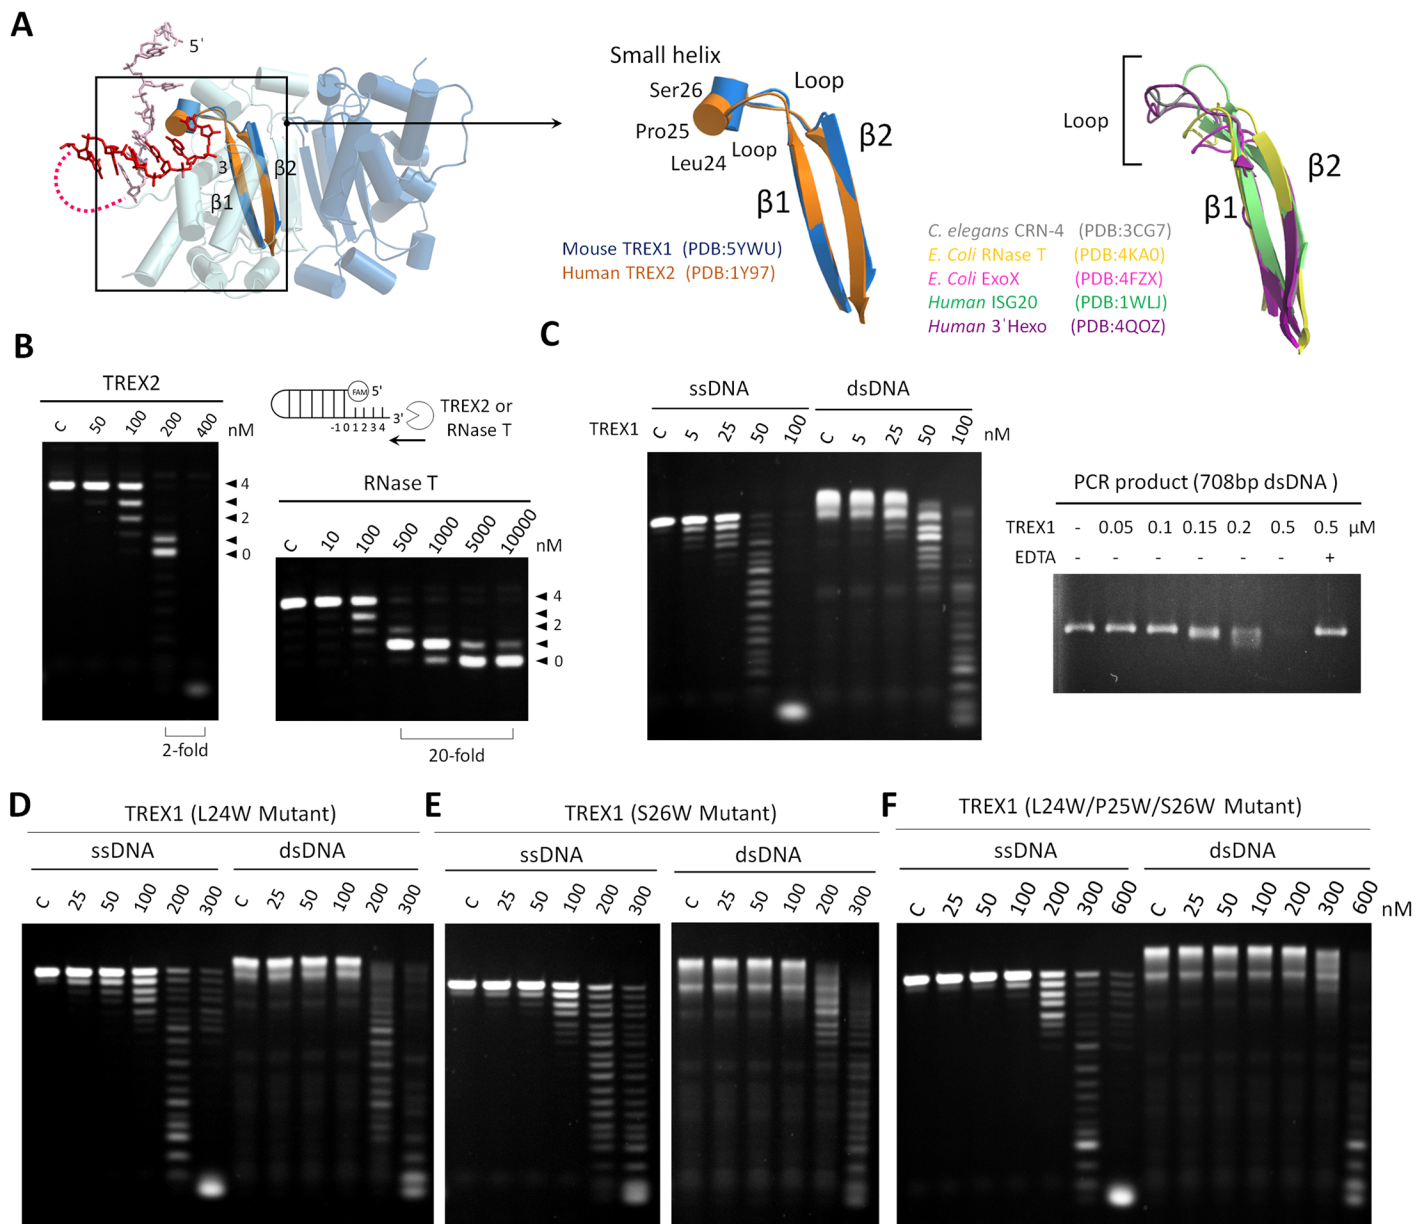 A
5'
3'
β1
β2
Small helix
Ser26
Pro25
Leu24
Loop
Loop
β1
β2
Mouse TREX1 (PDB:5YWU)
Human TREX2 (PDB:1Y97)
Loop
β1
β2
C. elegans CRN-4 (PDB:3CG7)
E. Coli RNase T (PDB:4KA0)
E. Coli ExoX (PDB:4FZX)
Human ISG20 (PDB:1WLJ)
Human 3'Hexo (PDB:4QOZ)
B
TREX2
C 50 100 200 400 nM
4
2
0
2-fold
FAM 5'
3'
-1 0 1 2 3 4
TREX2 or
RNase T
RNase T
C 10 100 500 1000 5000 10000 nM
4
2
0
20-fold
C
ssDNA dsDNA
TREX1 C 5 25 50 100 C 5 25 50 100 nM
PCR product (708bp dsDNA )
TREX1 - 0.05 0.1 0.15 0.2 0.5 0.5 μM
EDTA - - - - - - +
D
TREX1 (L24W Mutant)
ssDNA dsDNA
C 25 50 100 200 300 C 25 50 100 200 300
E
TREX1 (S26W Mutant)
ssDNA dsDNA
C 25 50 100 200 300 C 25 50 100 200 300
F
TREX1 (L24W/P25W/S26W Mutant)
ssDNA dsDNA
C 25 50 100 200 300 600 C 25 50 100 200 300 600 nM